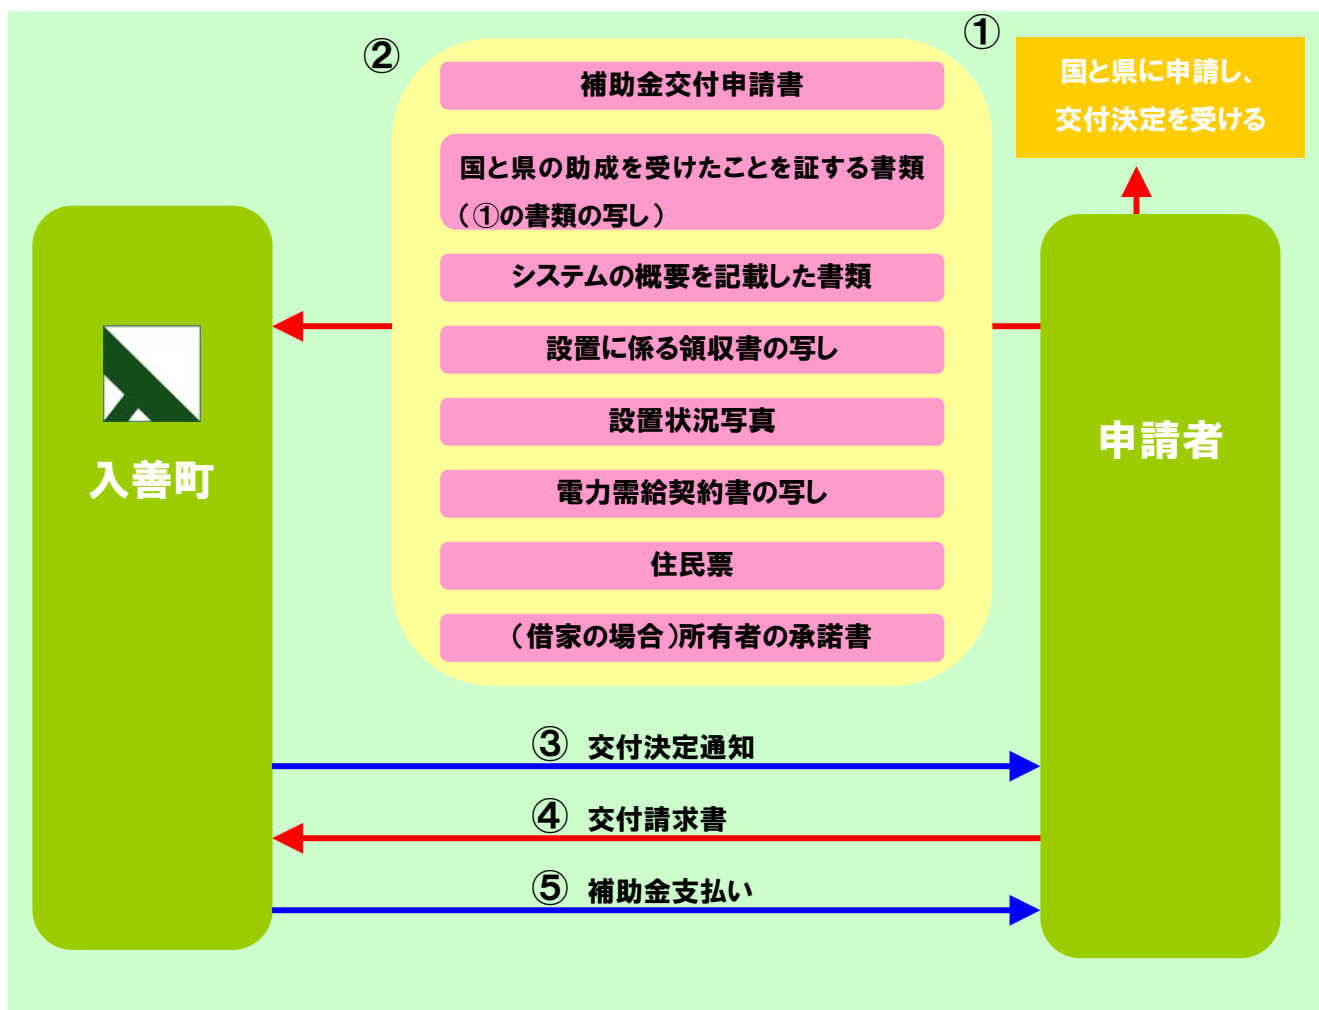 ①
国と県に申請し、
交付決定を受ける
②
補助金交付申請書
国と県の助成を受けたことを証する書類
（①の書類の写し）
システムの概要を記載した書類
設置に係る領収書の写し
設置状況写真
電力需給契約書の写し
住民票
（借家の場合）所有者の承諾書
入善町
申請者
③ 交付決定通知
④ 交付請求書
⑤ 補助金支払い